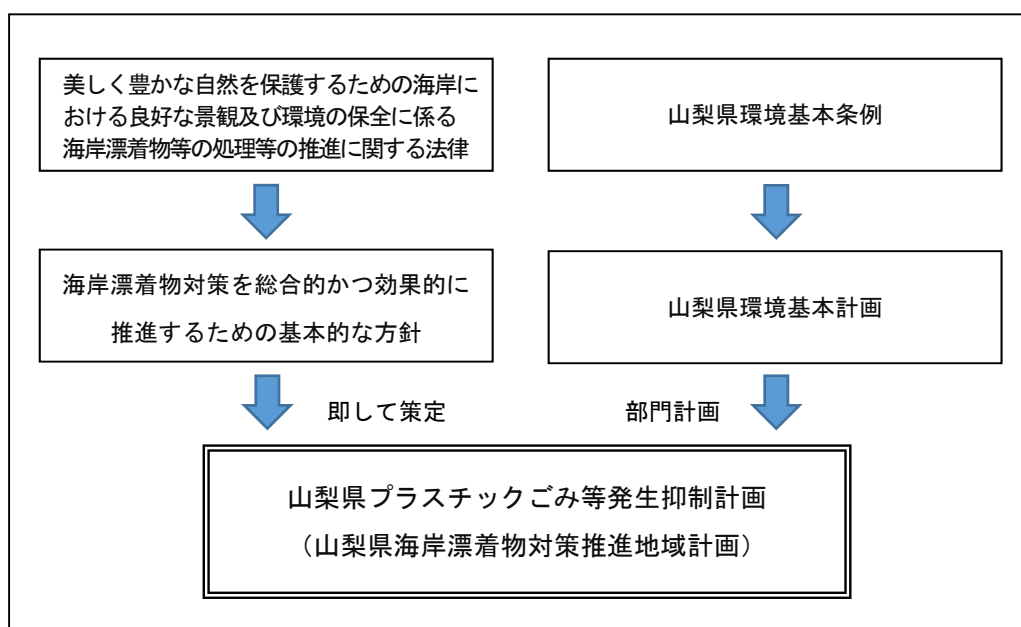 美しく豊かな自然を保護するための海岸に
おける良好な景観及び環境の保全に係る
海岸漂着物等の処理等の推進に関する法律
山梨県環境基本条例
海岸漂着物対策を総合的かつ効果的に
推進するための基本的な方針
山梨県環境基本計画
即して策定
部門計画
山梨県プラスチックごみ等発生抑制計画
（山梨県海岸漂着物対策推進地域計画）